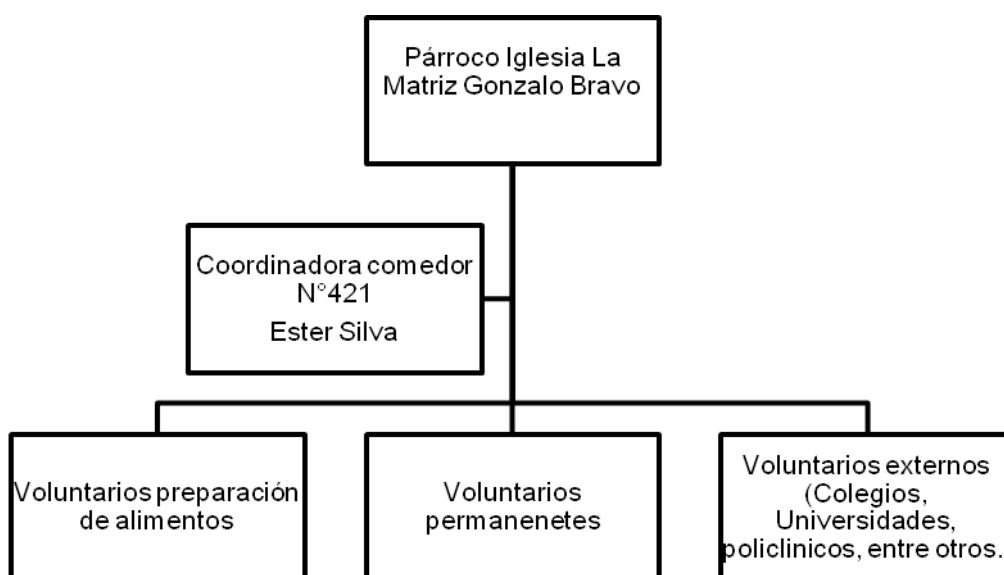 Párroco Iglesia La
Matriz Gonzalo Bravo
Coordinadora comedor
N°421
Ester Silva
Voluntarios preparación
de alimentos
Voluntarios
permanenetes
Voluntarios externos
(Colegios,
Universidades,
policlinicos, entre otros.